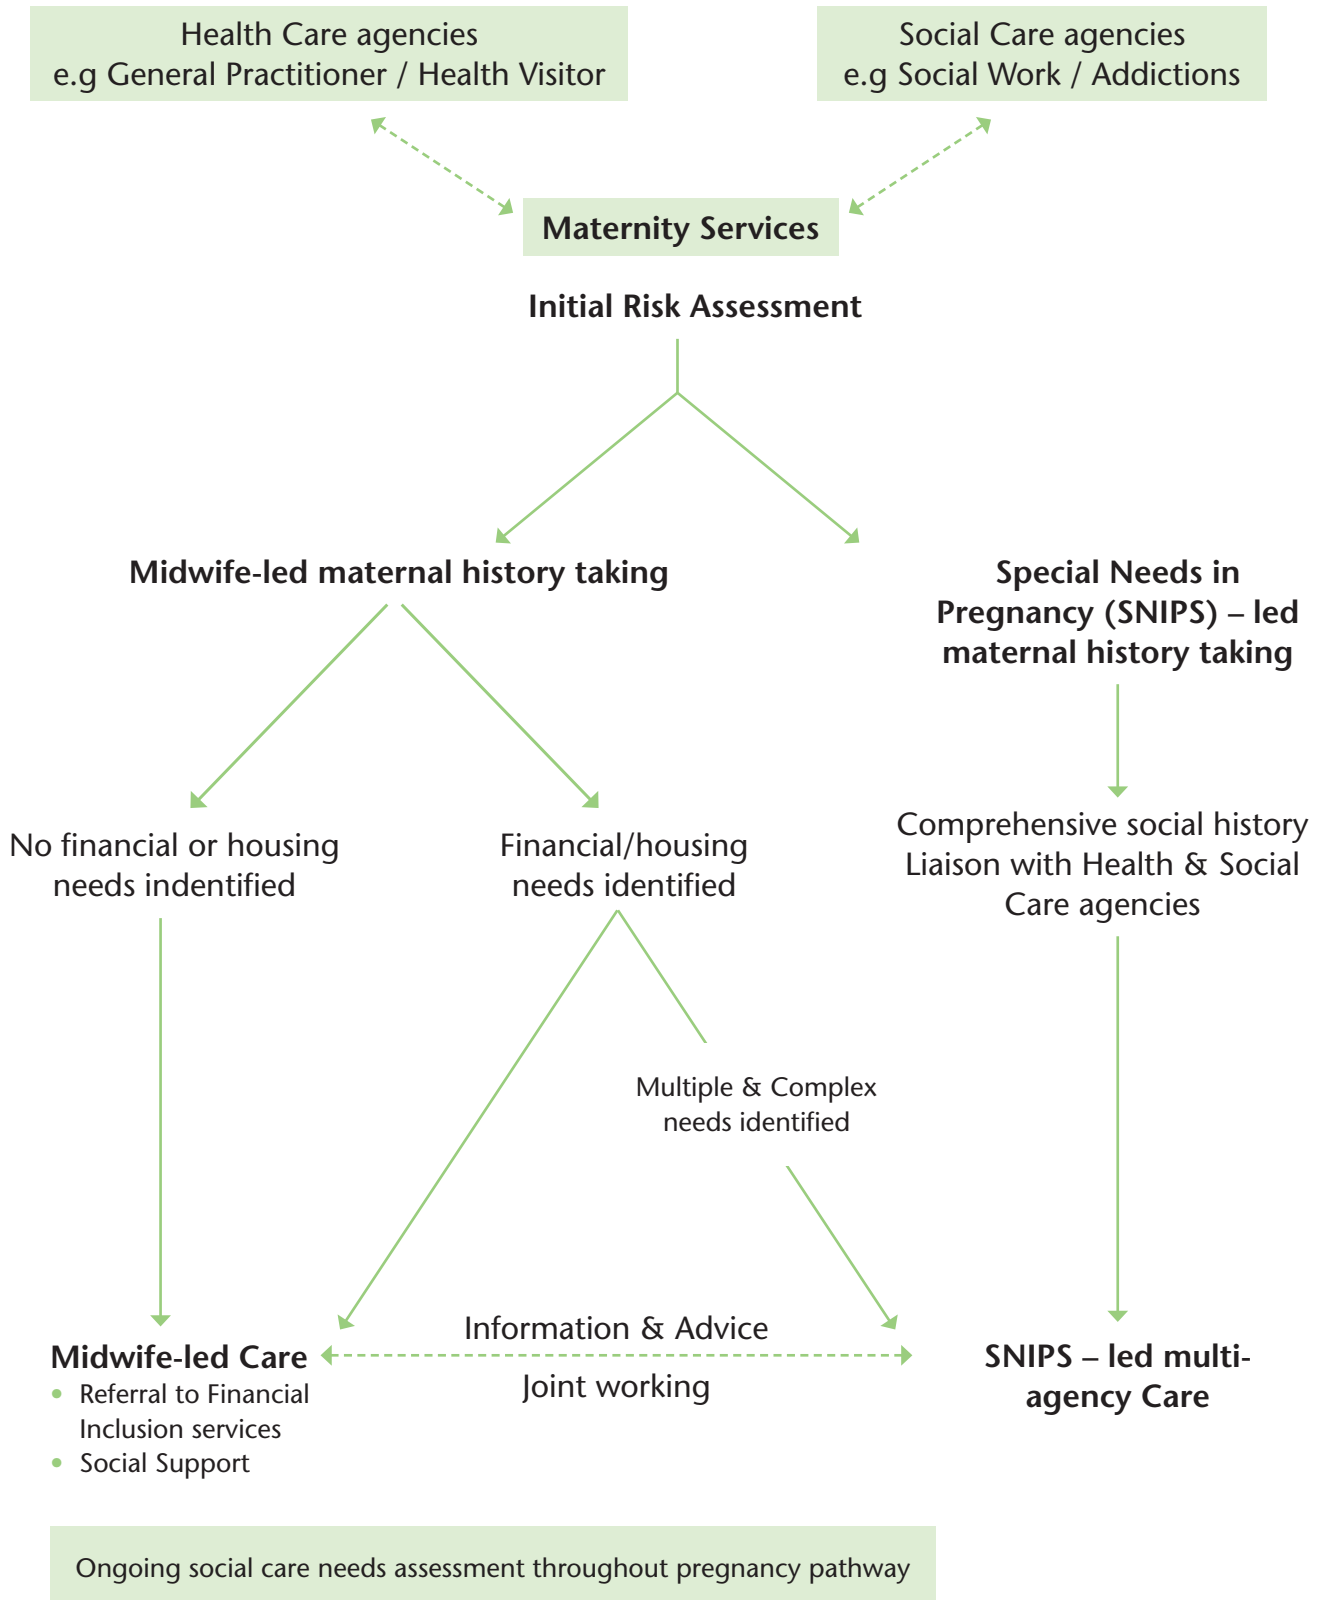 Health Care agencies
e.g General Practitioner / Health Visitor
Social Care agencies
e.g Social Work / Addictions
Maternity Services
Initial Risk Assessment
Midwife-led maternal history taking
Special Needs in
Pregnancy (SNIPS) – led
maternal history taking
No financial or housing
needs indentified
Financial/housing
needs identified
Comprehensive social history
Liaison with Health & Social
Care agencies
Multiple & Complex
needs identified
Information & Advice
Joint working
Midwife-led Care
• Referral to Financial
Inclusion services
• Social Support
SNIPS – led multi-
agency Care
Ongoing social care needs assessment throughout pregnancy pathway